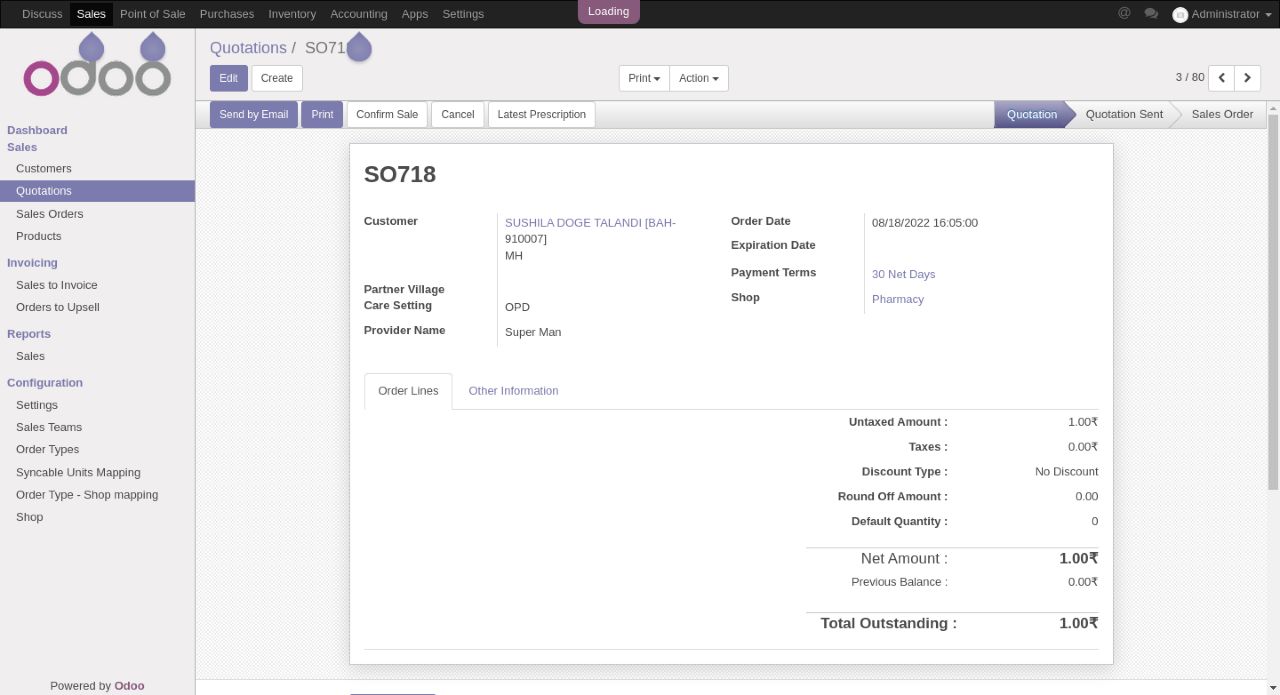 Discuss Sales Point of Sale Purchases Inventory Accounting Apps Settings Loading @ Administrator
odoo
Quotations / SO71
Edit Create Print Action 3 / 80
Send by Email Print Confirm Sale Cancel Latest Prescription Quotation Quotation Sent Sales Order
Dashboard
Sales
Customers
Quotations
Sales Orders
Products
Invoicing
Sales to Invoice
Orders to Upsell
Reports
Sales
Configuration
Settings
Sales Teams
Order Types
Syncable Units Mapping
Order Type - Shop mapping
Shop
Powered by Odoo
SO718
Customer SUSHILA DOGE TALANDI [BAH-
910007]
MH
Partner Village
Care Setting OPD
Provider Name Super Man
Order Date 08/18/2022 16:05:00
Expiration Date
Payment Terms 30 Net Days
Shop Pharmacy
Order Lines Other Information
Untaxed Amount : 1.00₹
Taxes : 0.00₹
Discount Type : No Discount
Round Off Amount : 0.00
Default Quantity : 0
Net Amount : 1.00₹
Previous Balance : 0.00₹
Total Outstanding : 1.00₹